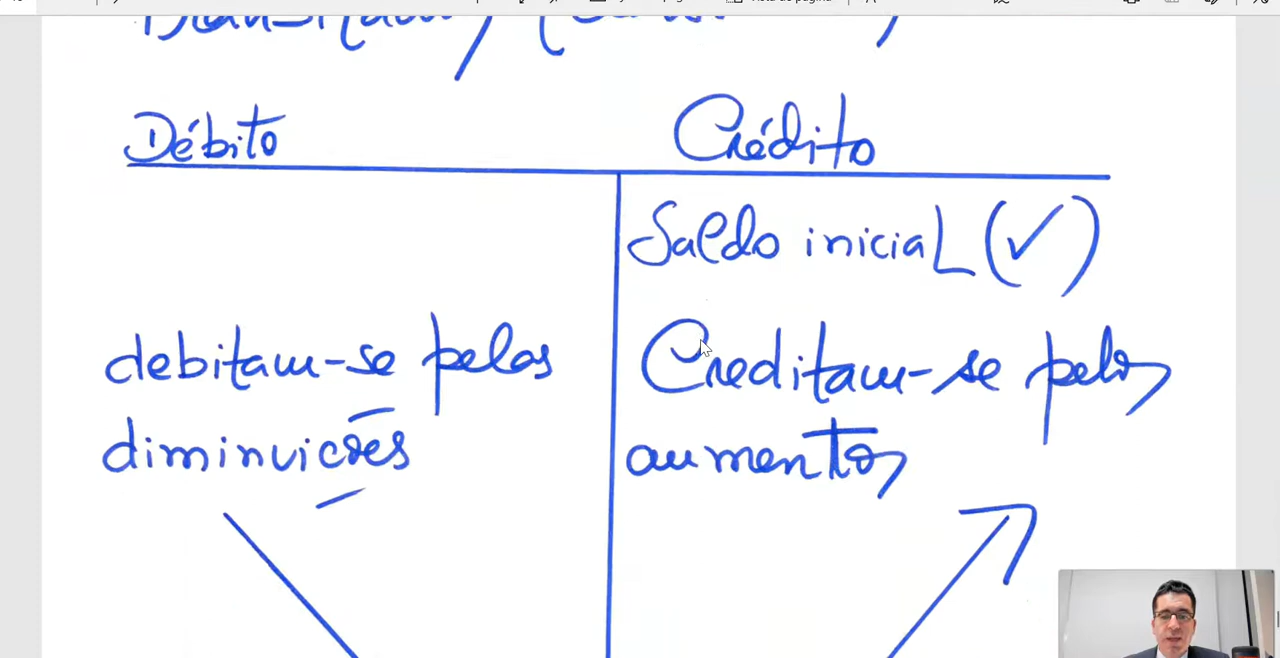 Débito Crédito
Saldo inicial (✓)
debitam-se pelas Creditam-se pelos
diminuições aumentos